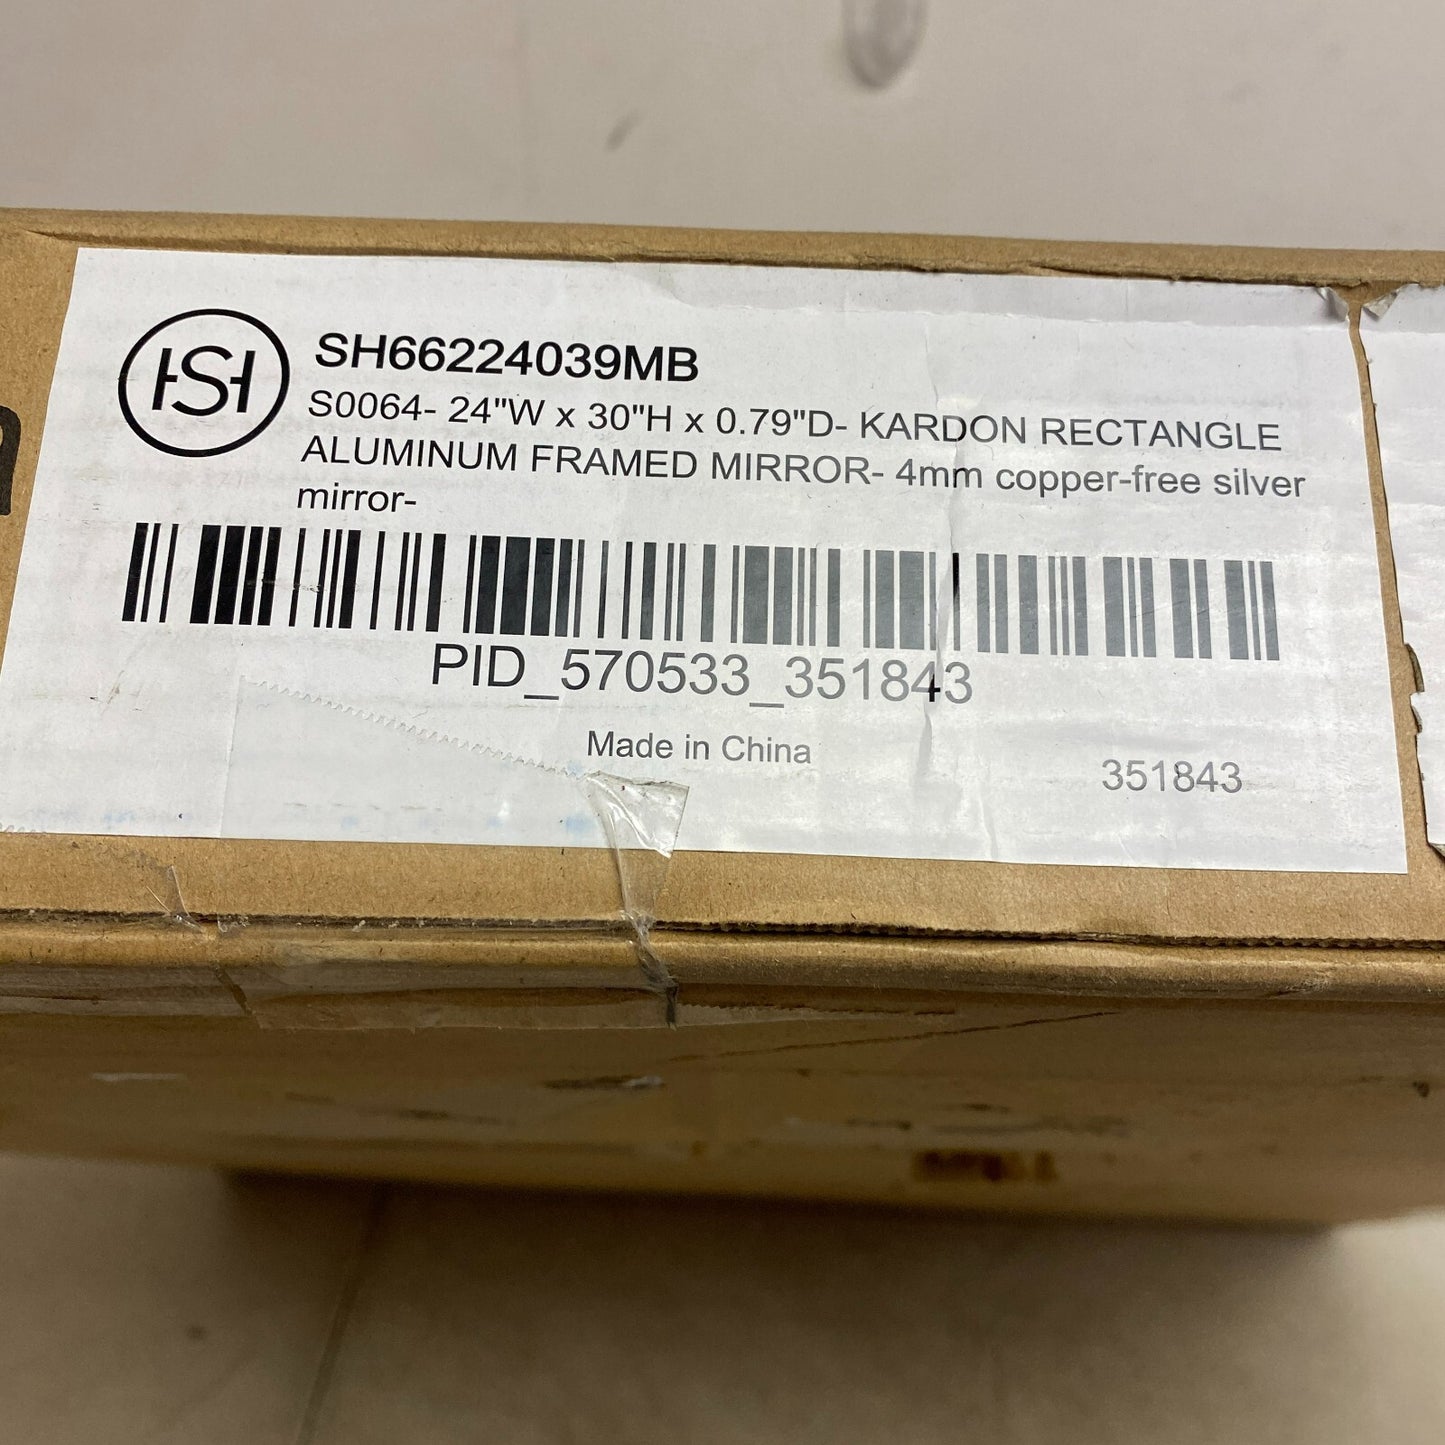 HSH
SH66224039MB
S0064- 24"W x 30"H x 0.79"D- KARDON RECTANGLE
ALUMINUM FRAMED MIRROR- 4mm copper-free silver
mirror-
PID_570533_351843
Made in China
351843